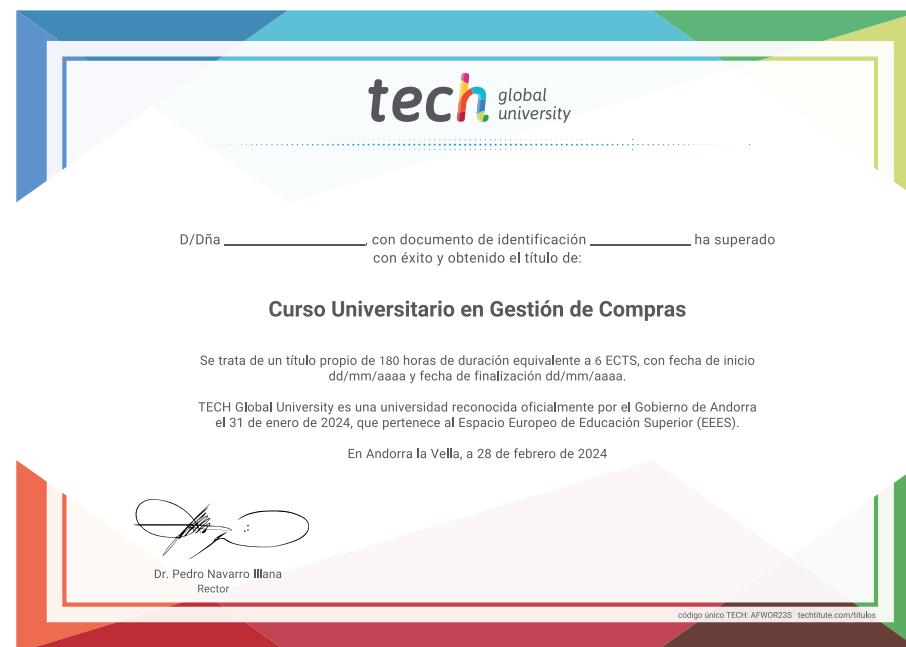 tech global university
D/Dña ______________, con documento de identificación __________ ha superado
con éxito y obtenido el título de:
Curso Universitario en Gestión de Compras
Se trata de un título propio de 180 horas de duración equivalente a 6 ECTS, con fecha de inicio
dd/mm/aaaa y fecha de finalización dd/mm/aaaa.
TECH Global University es una universidad reconocida oficialmente por el Gobierno de Andorra
el 31 de enero de 2024, que pertenece al Espacio Europeo de Educación Superior (EEES).
En Andorra la Vella, a 28 de febrero de 2024
Dr. Pedro Navarro Illana
Rector
código único TECH: AFWOR23S techtitute.com/titulos